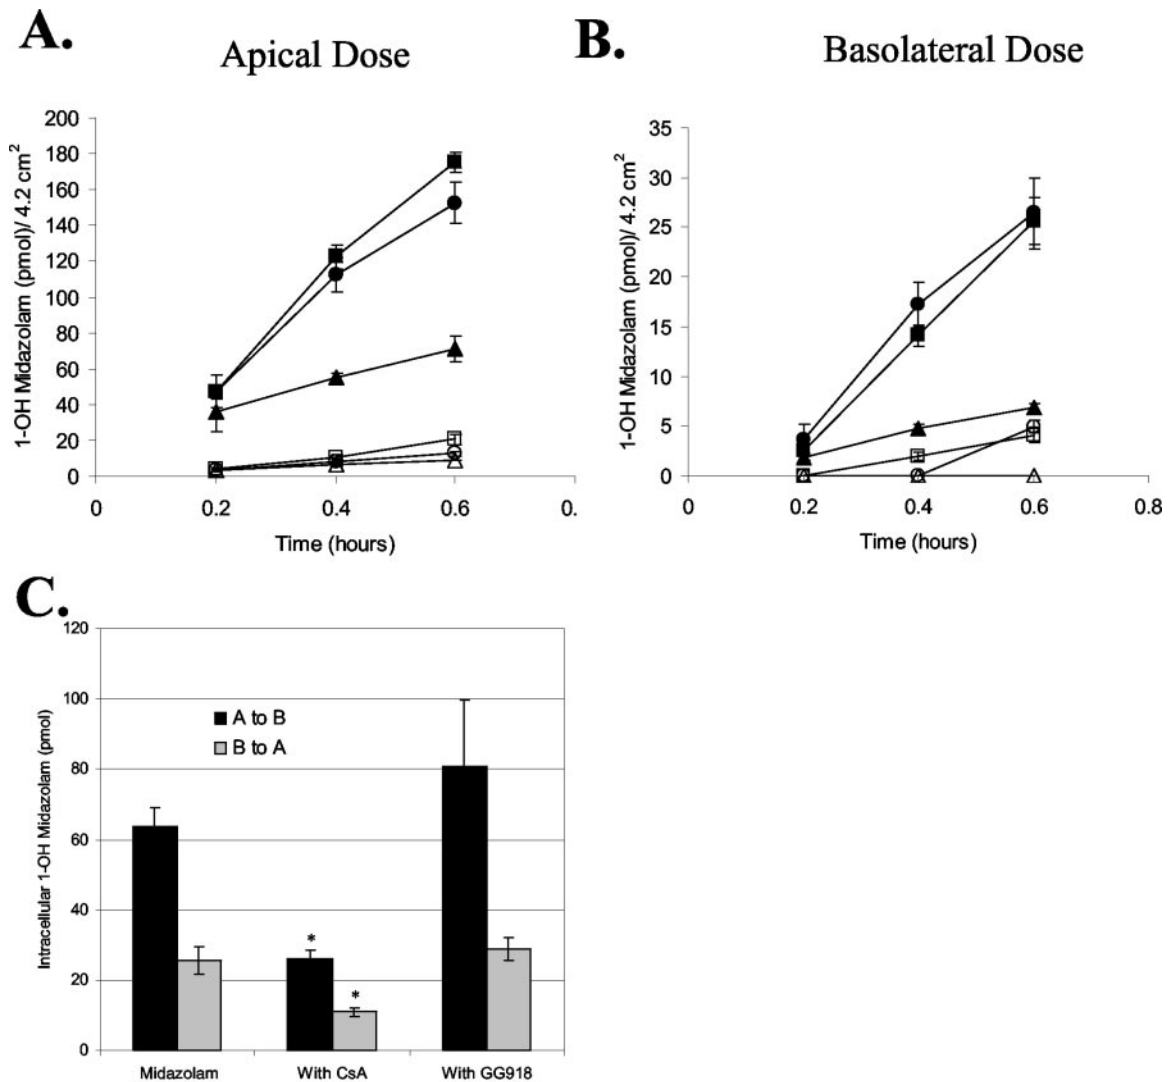 A.
Apical Dose
1-OH Midazolam (pmol)/ 4.2 cm²
200
180
160
140
120
100
80
60
40
20
0
0 0.2 0.4 0.6 0.
Time (hours)
B.
Basolateral Dose
1-OH Midazolam (pmol)/ 4.2 cm²
35
30
25
20
15
10
5
0
0 0.2 0.4 0.6 0.8
Time (hours)
C.
Intracellular 1-OH Midazolam (pmol)
120
100
80
60
40
20
0
A to B
B to A
*
*
Midazolam With CsA With GG918